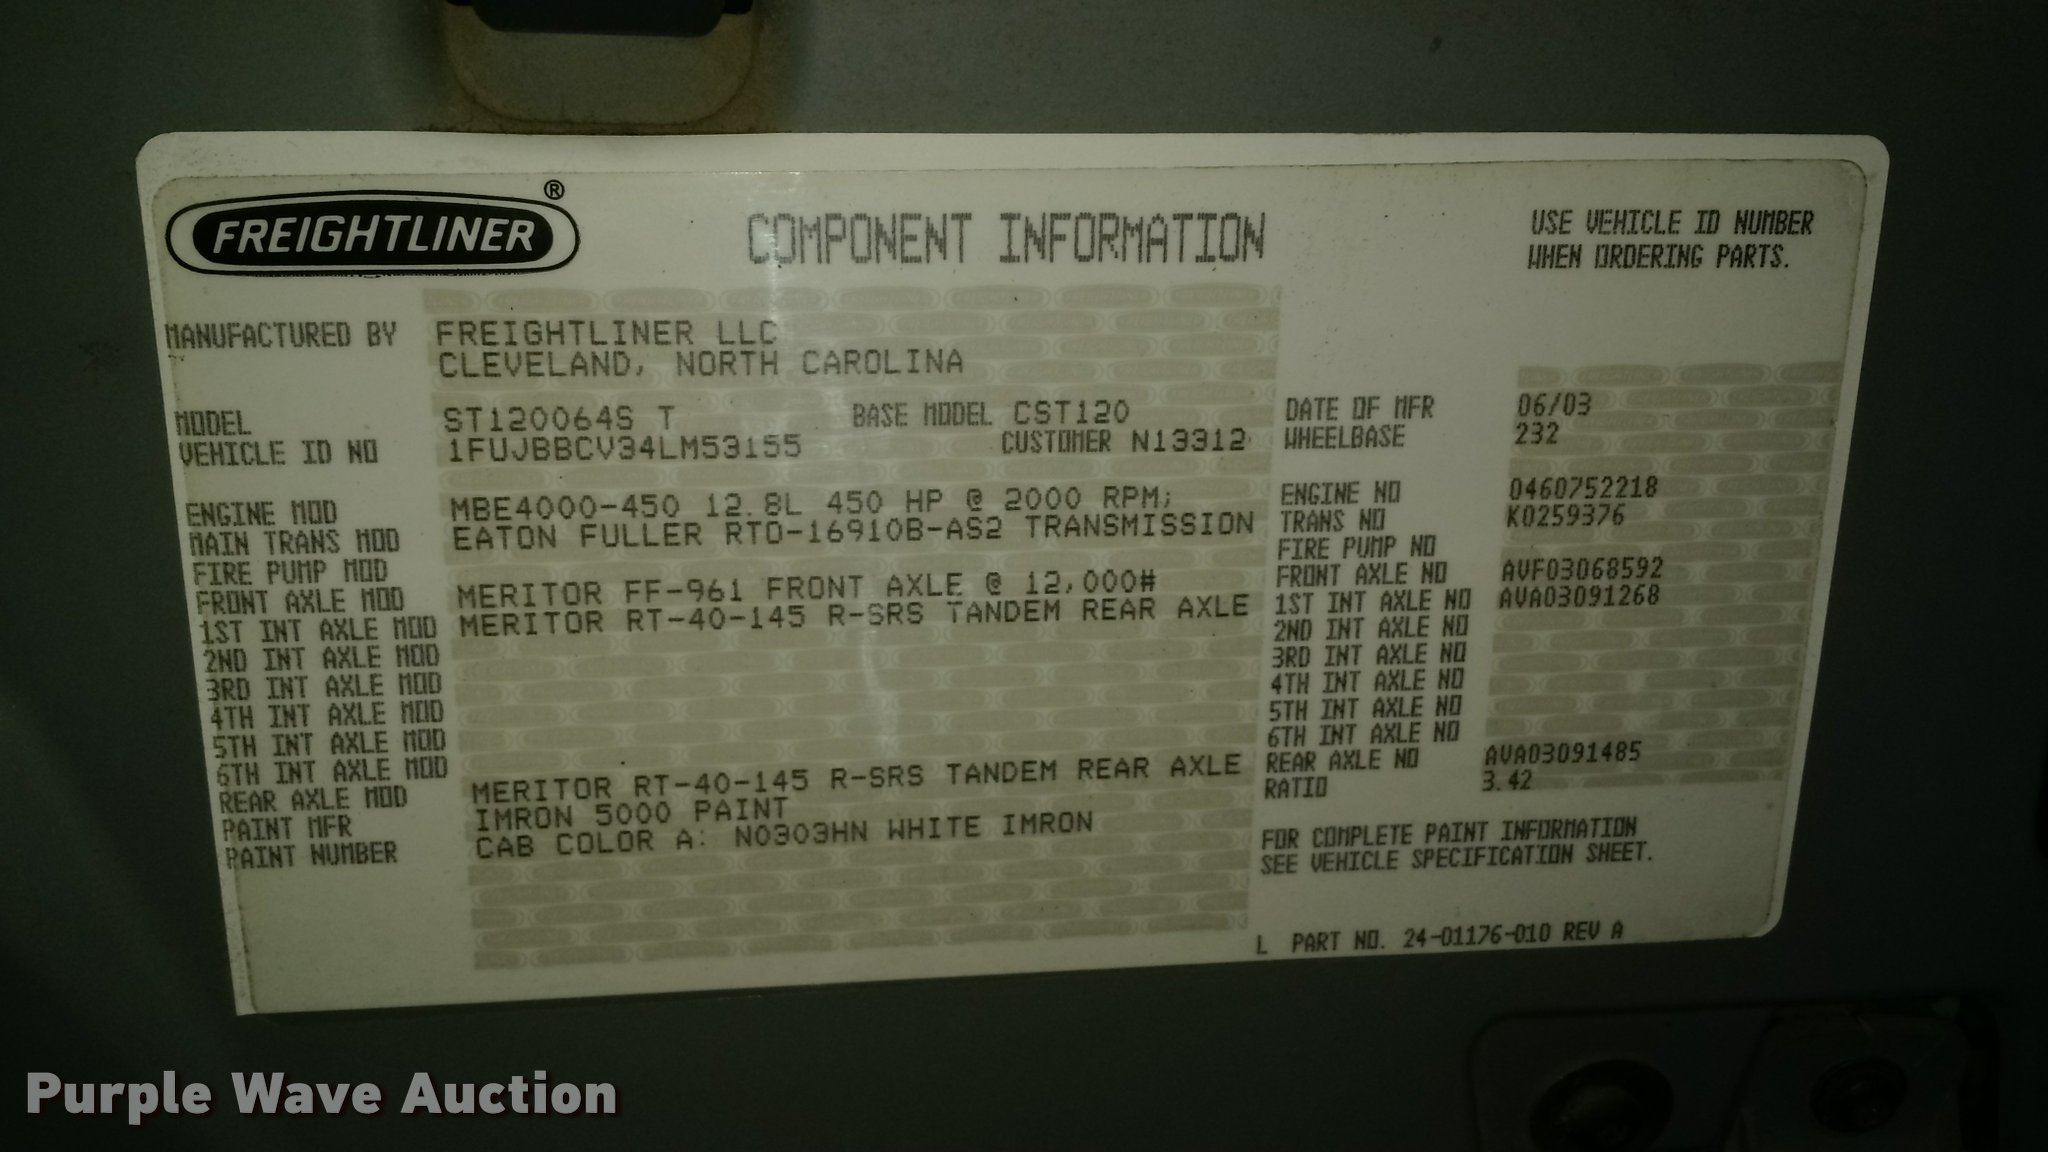 FREIGHTLINER ®
COMPONENT INFORMATION
USE VEHICLE ID NUMBER
WHEN ORDERING PARTS.
MANUFACTURED BY FREIGHTLINER LLC
CLEVELAND, NORTH CAROLINA
MODEL ST120064S T BASE MODEL CST120 DATE OF MFR 06/03
VEHICLE ID NO 1FUJBBCV34LM53155 CUSTOMER N13312 WHEELBASE 232
ENGINE MOD MBE4000-450 12.8L 450 HP @ 2000 RPM; ENGINE NO 0460752218
MAIN TRANS MOD EATON FULLER RTO-16910B-AS2 TRANSMISSION TRANS NO K0259376
FIRE PUMP MOD FIRE PUMP NO
FRONT AXLE MOD MERITOR FF-961 FRONT AXLE @ 12,000# FRONT AXLE NO AVF03068592
1ST INT AXLE MOD MERITOR RT-40-145 R-SRS TANDEM REAR AXLE 1ST INT AXLE NO AVA03091268
2ND INT AXLE MOD 2ND INT AXLE NO
3RD INT AXLE MOD 3RD INT AXLE NO
4TH INT AXLE MOD 4TH INT AXLE NO
5TH INT AXLE MOD 5TH INT AXLE NO
6TH INT AXLE MOD 6TH INT AXLE NO
REAR AXLE MOD MERITOR RT-40-145 R-SRS TANDEM REAR AXLE REAR AXLE NO AVA03091485
PAINT MFR IMRON 5000 PAINT RATIO 3.42
PAINT NUMBER CAB COLOR A: N0303HN WHITE IMRON
FOR COMPLETE PAINT INFORMATION
SEE VEHICLE SPECIFICATION SHEET.
L PART NO. 24-01176-010 REV A
Purple Wave Auction